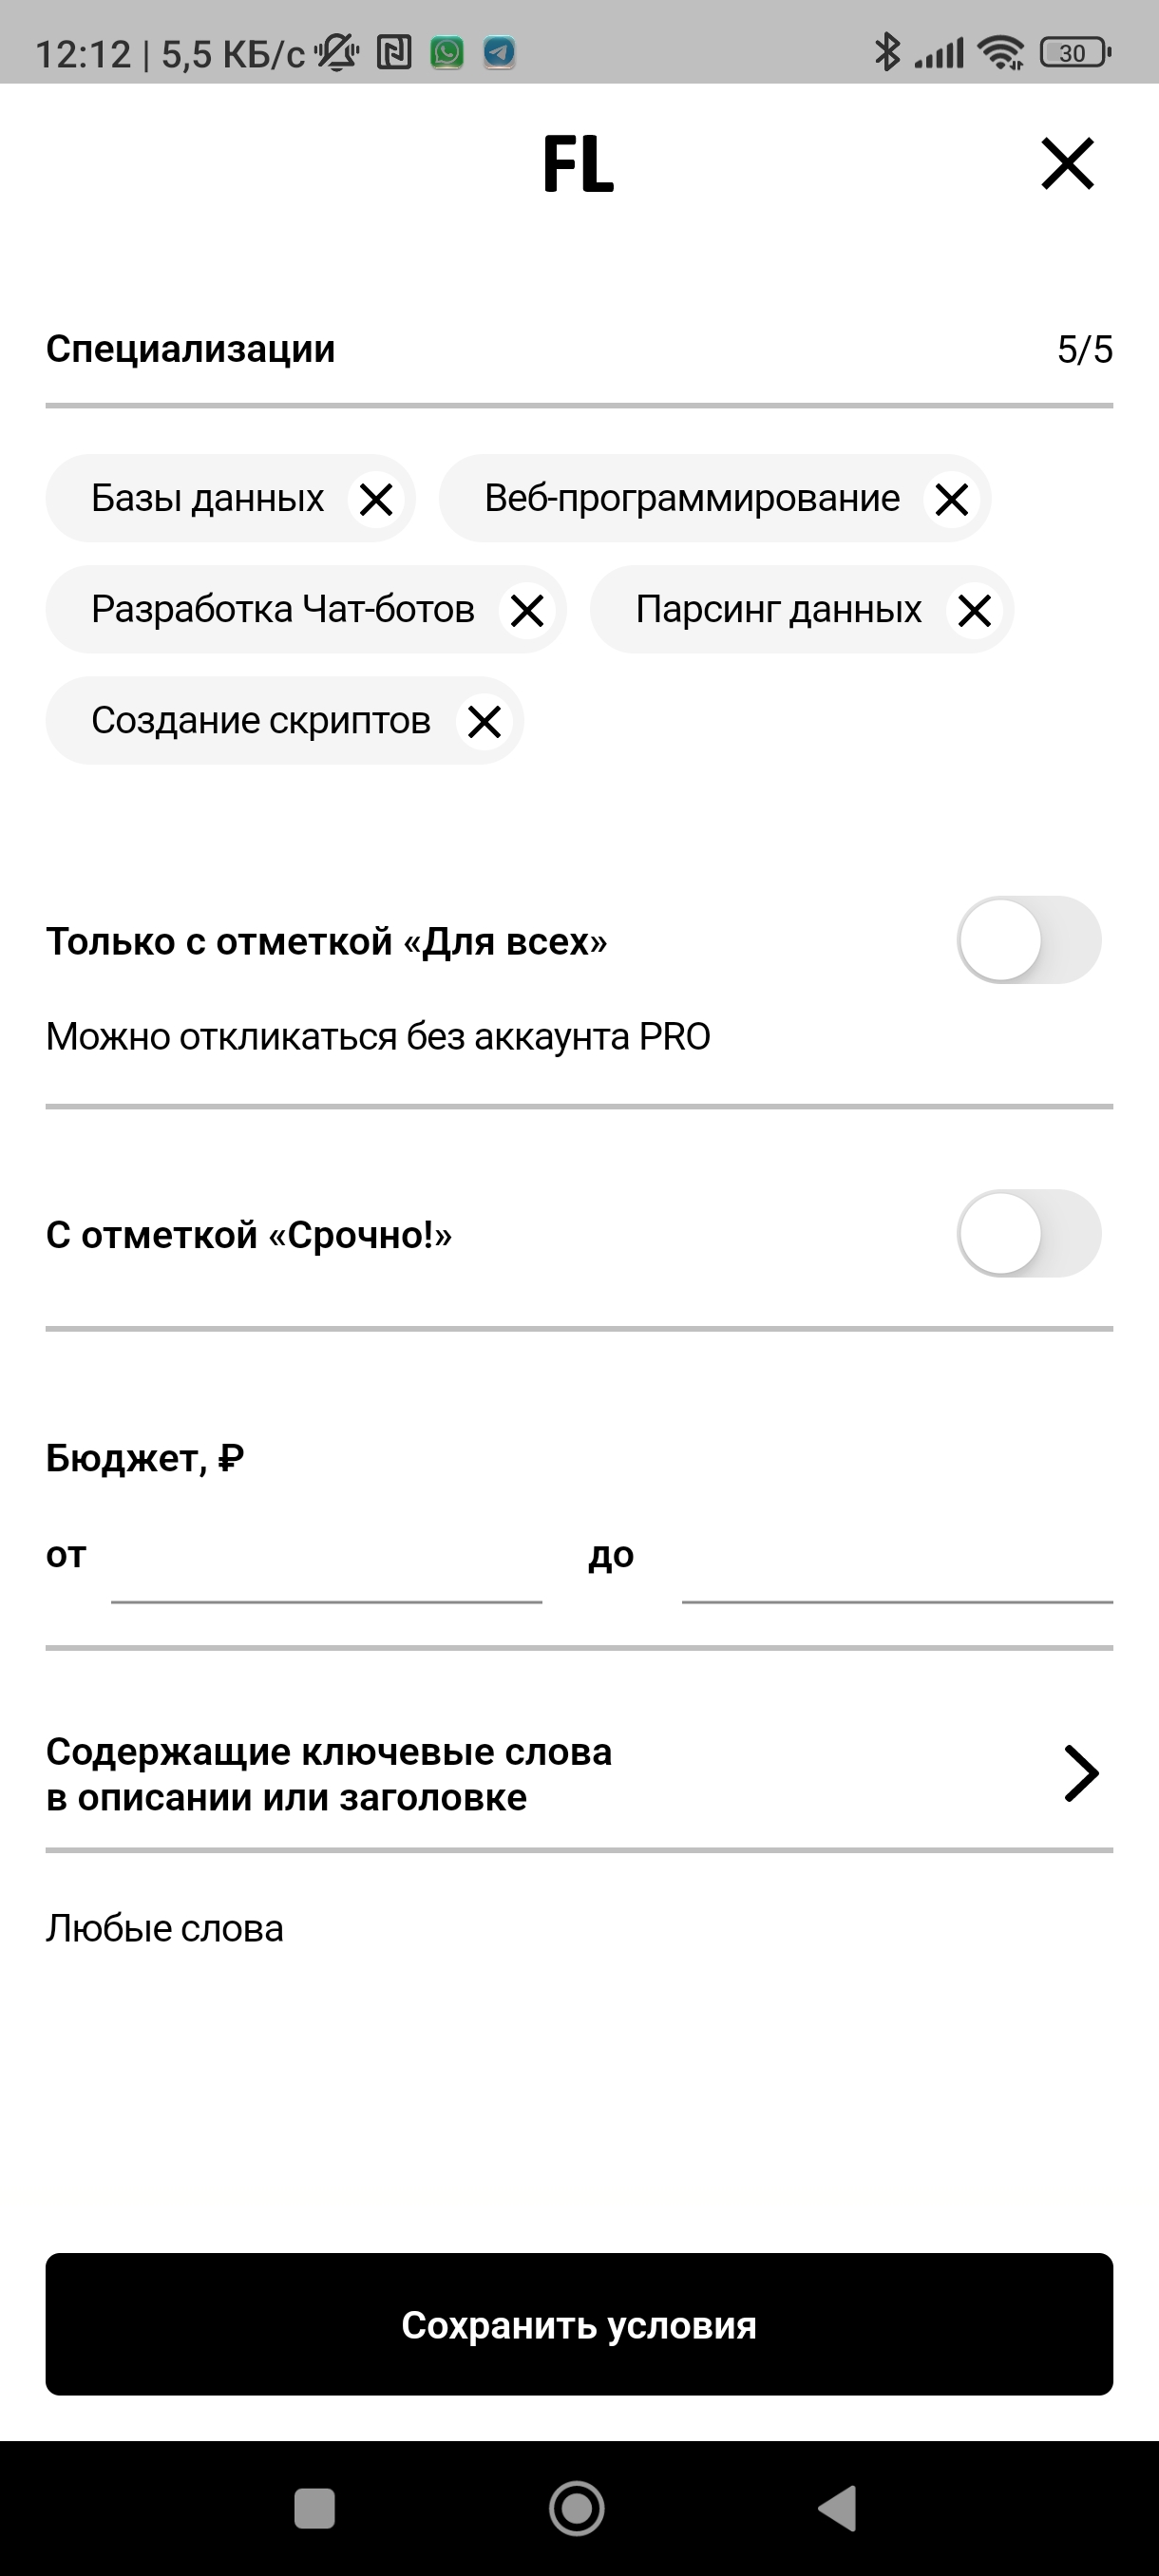 12:12 | 5,5 КБ/с
30
FL
Специализации 5/5
Базы данных Веб-программирование
Разработка Чат-ботов Парсинг данных
Создание скриптов
Только с отметкой «Для всех»
Можно откликаться без аккаунта PRO
С отметкой «Срочно!»
Бюджет, ₽
от до
Содержащие ключевые слова
в описании или заголовке
Любые слова
Сохранить условия